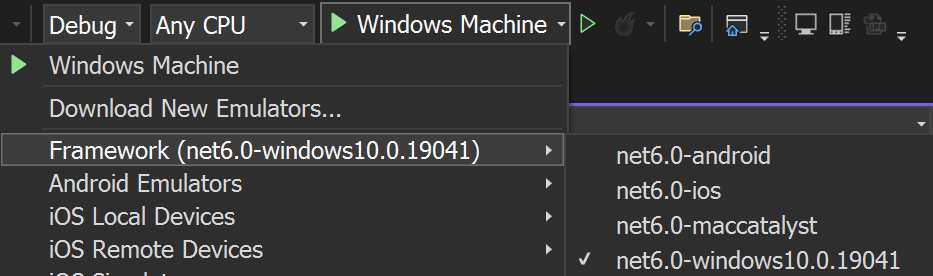 Debug Any CPU Windows Machine
Windows Machine
Download New Emulators...
Framework (net6.0-windows10.0.19041)
Android Emulators
iOS Local Devices
iOS Remote Devices
net6.0-android
net6.0-ios
net6.0-maccatalyst
net6.0-windows10.0.19041